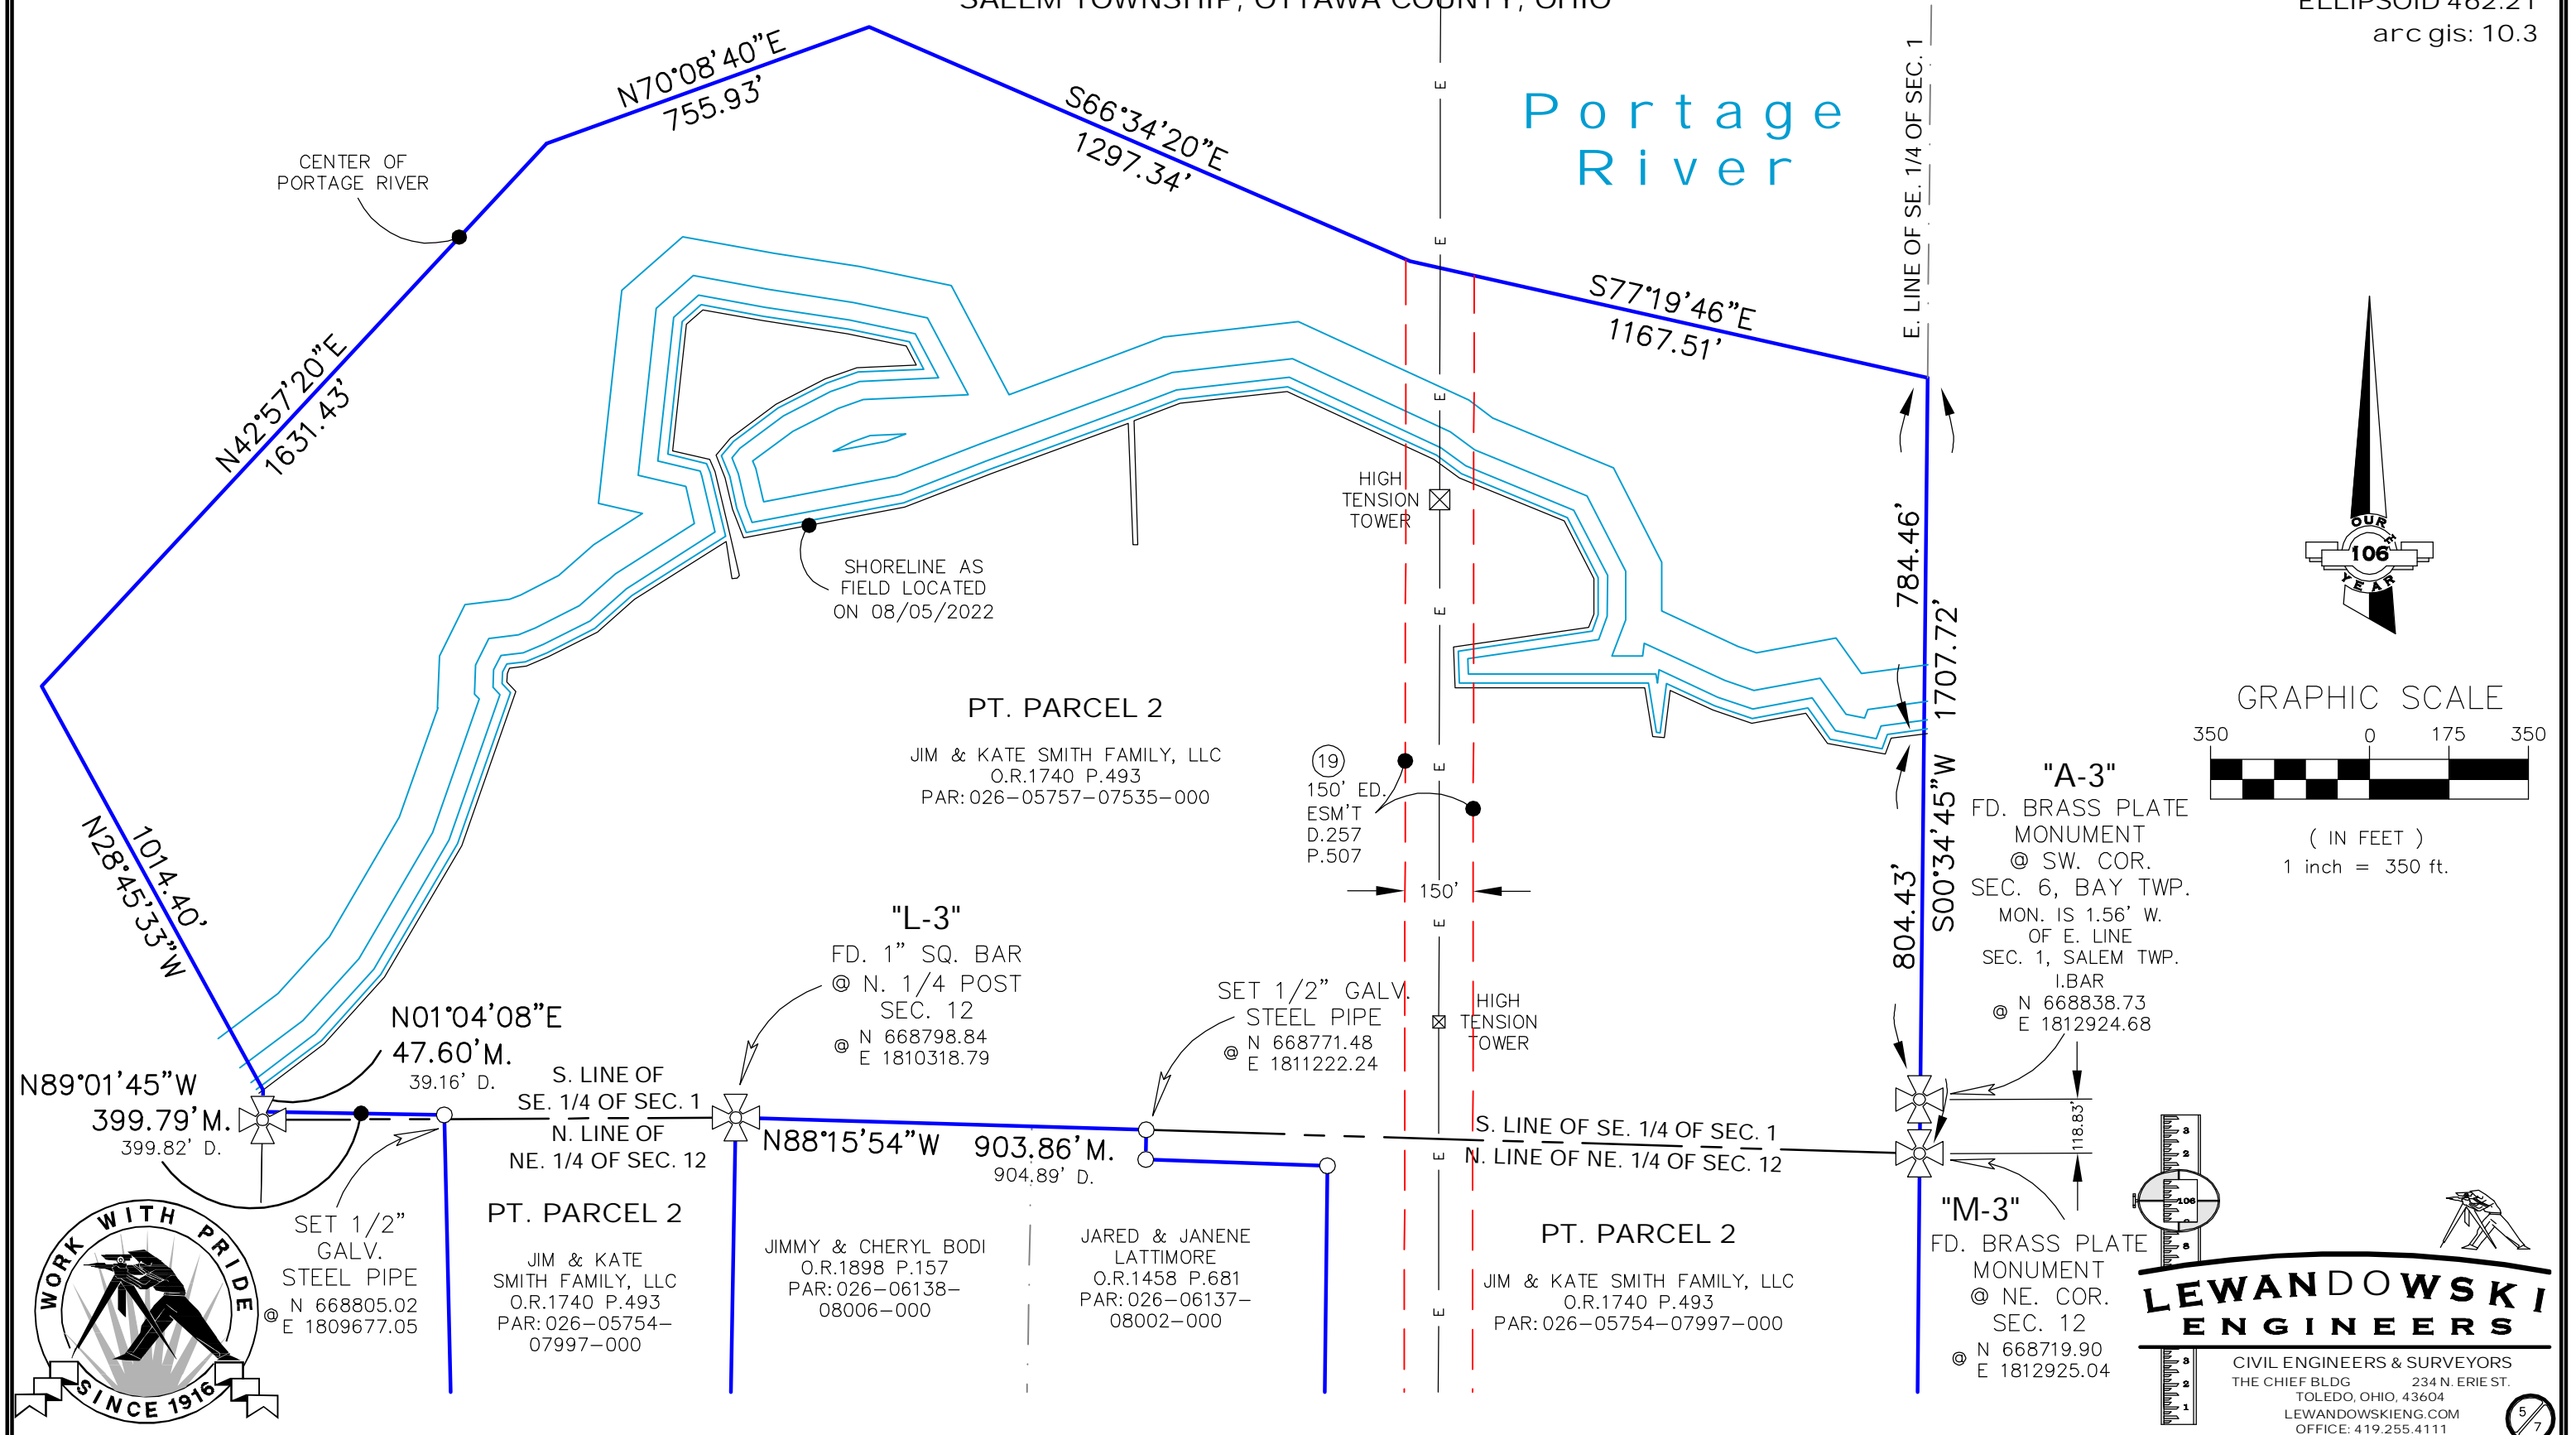 SALEM TOWNSHIP, OTTAWA COUNTY, OHIO
ELLIPSOID 482.21
arc gis: 10.3
N70°08'40"E
755.93'
S66°34'20"E
1297.34'
Portage
River
E. LINE OF SE. 1/4 OF SEC. 1
CENTER OF
PORTAGE RIVER
S77°19'46"E
1167.51'
N42°57'20"E
1631.43'
HIGH
TENSION
TOWER
SHORELINE AS
FIELD LOCATED
ON 08/05/2022
784.46'
1707.72'
S00°34'45"W
804.43'
OUR
106th
YEAR
GRAPHIC SCALE
350 0 175 350
( IN FEET )
1 inch = 350 ft.
PT. PARCEL 2
JIM & KATE SMITH FAMILY, LLC
O.R.1740 P.493
PAR: 026-05757-07535-000
19
150' ED.
ESM'T
D.257
P.507
150'
E
E
E
E
E
E
E
E
"A-3"
FD. BRASS PLATE
MONUMENT
@ SW. COR.
SEC. 6, BAY TWP.
MON. IS 1.56' W.
OF E. LINE
SEC. 1, SALEM TWP.
I.BAR
@ N 668838.73
E 1812924.68
1014.40'
N28°45'33"W
"L-3"
FD. 1" SQ. BAR
@ N. 1/4 POST
SEC. 12
@ N 668798.84
E 1810318.79
SET 1/2" GALV.
STEEL PIPE
@ N 668771.48
E 1811222.24
HIGH
TENSION
TOWER
N01°04'08"E
47.60'M.
39.16' D.
N89°01'45"W
399.79'M.
399.82' D.
S. LINE OF
SE. 1/4 OF SEC. 1
N. LINE OF
NE. 1/4 OF SEC. 12
N88°15'54"W 903.86'M.
904.89' D.
S. LINE OF SE. 1/4 OF SEC. 1
N. LINE OF NE. 1/4 OF SEC. 12
118.83'
WORK WITH PRIDE
SINCE 1916
SET 1/2"
GALV.
STEEL PIPE
@ N 668805.02
E 1809677.05
PT. PARCEL 2
JIM & KATE
SMITH FAMILY, LLC
O.R.1740 P.493
PAR: 026-05754-
07997-000
JIMMY & CHERYL BODI
O.R.1898 P.157
PAR: 026-06138-
08006-000
JARED & JANENE
LATTIMORE
O.R.1458 P.681
PAR: 026-06137-
08002-000
PT. PARCEL 2
JIM & KATE SMITH FAMILY, LLC
O.R.1740 P.493
PAR: 026-05754-07997-000
"M-3"
FD. BRASS PLATE
MONUMENT
@ NE. COR.
SEC. 12
@ N 668719.90
E 1812925.04
3
2
106
8
3
2
1
LEWANDOWSKI
ENGINEERS
CIVIL ENGINEERS & SURVEYORS
THE CHIEF BLDG 234 N. ERIE ST.
TOLEDO, OHIO, 43604
LEWANDOWSKIENG.COM
OFFICE: 419.255.4111
5/7